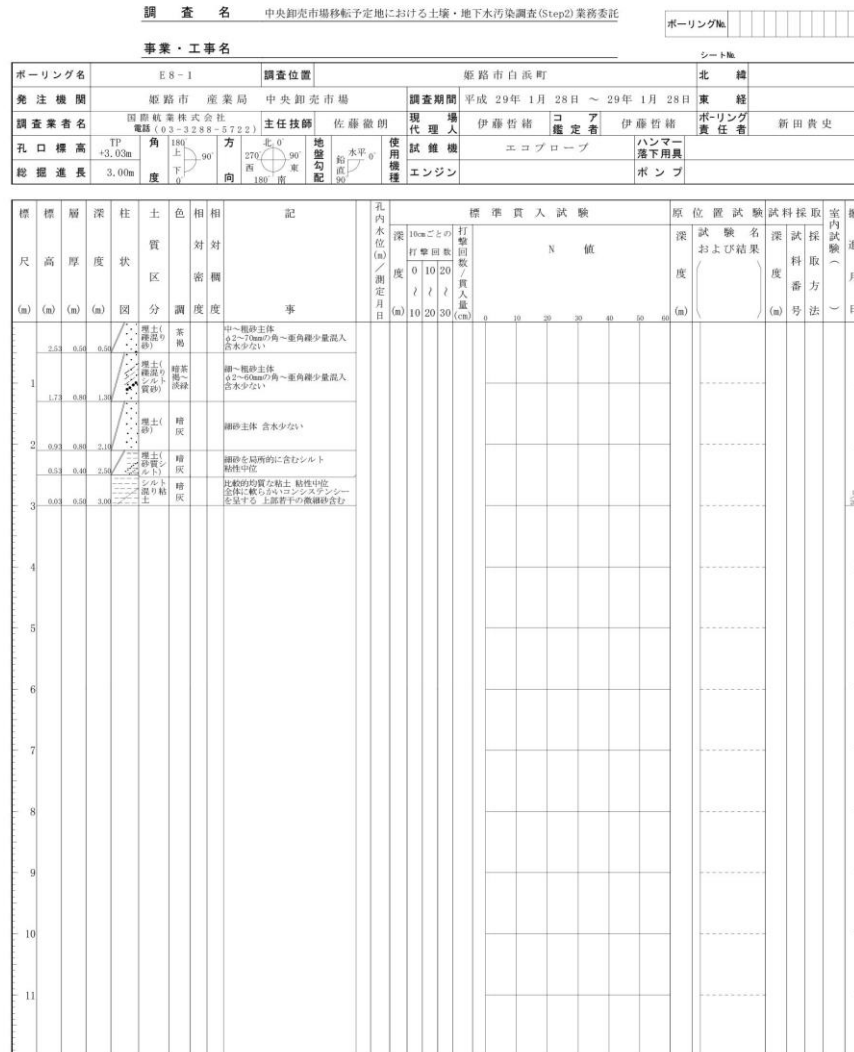 調査名 中央卸売市場移転予定地における土壌・地下水汚染調査(Step2)業務委託
ボーリングNo.
事業・工事名
シートNo.
ボーリング名 E8-1 調査位置 姫路市白浜町 北緯
発注機関 姫路市 産業局 中央卸売市場 調査期間 平成 29年 1月 28日 ~ 29年 1月 28日 東経
調査業者名 国際航業株式会社 電話(03-3288-5722) 主任技師 佐藤徹朗 現場代理人 伊藤哲緒 コア鑑定者 伊藤哲緒 ボーリング責任者 新田貴史
孔口標高 TP +3.03m 角度 180° 上 90° 下 0° 方向 北 0° 270° 90° 西 東 180° 南 地盤勾配 水平 0° 鉛直 90° 使用機種 試錐機 エコプローブ ハンマー落下用具
総掘進長 3.00m エンジン ポンプ
標尺(m) 標高(m) 層厚(m) 深度(m) 柱状図 土質区分 色調 相対密度 相対稠度 記事 孔内水位(m)/測定月日 標準貫入試験 原位置試験 試料採取 室内試験( )
深度(m) 10cmごとの打撃回数 0~10 10~20 20~30 打撃回数/貫入量(cm) N値 深度(m) 試験名および結果( ) 深度(m) 試料番号 採取方法
0 10 20 30 40 50 60
2.53 0.50 0.50 埋土(礫混り砂) 茶褐 中~粗砂主体
φ2~70mmの角~亜角礫少量混入
含水少ない
1
1.73 0.80 1.30 埋土(礫混りシルト質砂) 暗茶褐~淡緑 細~粗砂主体
φ2~60mmの角~亜角礫少量混入
含水少ない
2
0.93 0.80 2.10 埋土(砂) 暗灰 細砂主体 含水少ない
0.53 0.40 2.50 埋土(砂質シルト) 暗灰 細砂を局所的に含むシルト
粘性中位
3
0.03 0.50 3.00 シルト混り粘土 暗灰 比較的均質な粘土 粘性中位
全体に軟らかいコンシステンシー
を呈する 上部若干の微細砂含む
4
5
6
7
8
9
10
11